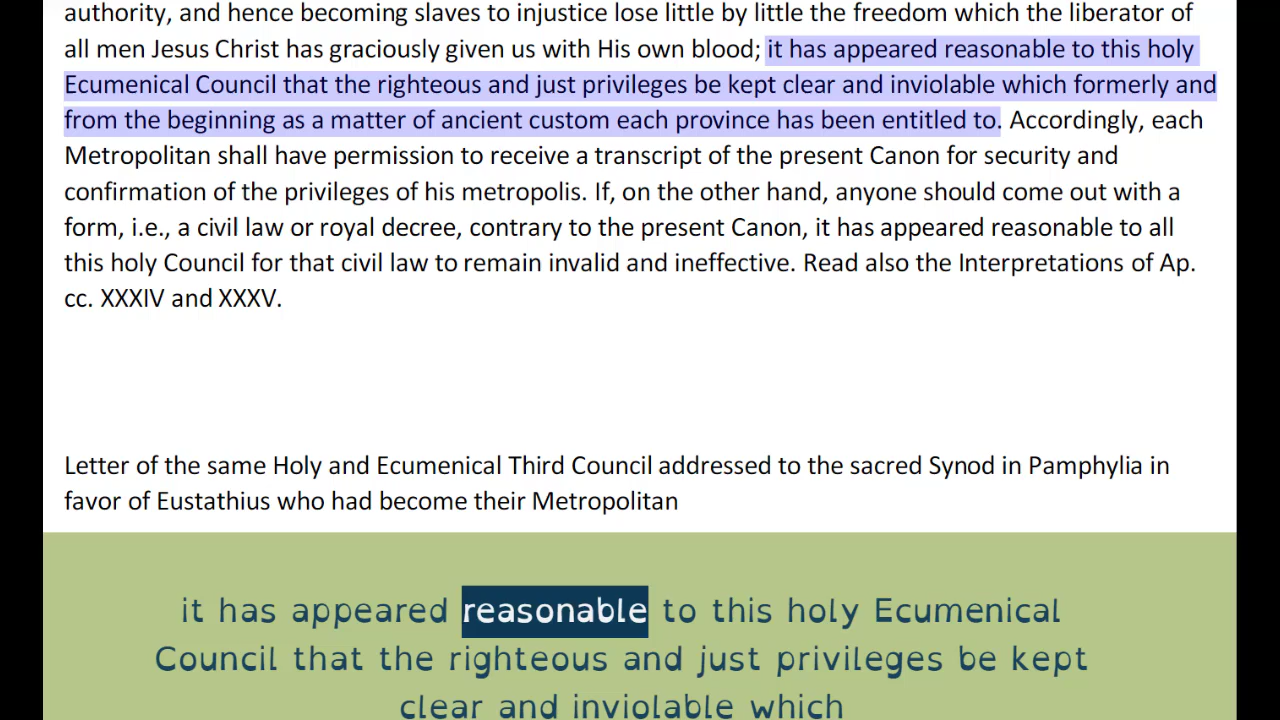 authority, and hence becoming slaves to injustice lose little by little the freedom which the liberator of
all men Jesus Christ has graciously given us with His own blood; it has appeared reasonable to this holy
Ecumenical Council that the righteous and just privileges be kept clear and inviolable which formerly and
from the beginning as a matter of ancient custom each province has been entitled to. Accordingly, each
Metropolitan shall have permission to receive a transcript of the present Canon for security and
confirmation of the privileges of his metropolis. If, on the other hand, anyone should come out with a
form, i.e., a civil law or royal decree, contrary to the present Canon, it has appeared reasonable to all
this holy Council for that civil law to remain invalid and ineffective. Read also the Interpretations of Ap.
cc. XXXIV and XXXV.
Letter of the same Holy and Ecumenical Third Council addressed to the sacred Synod in Pamphylia in
favor of Eustathius who had become their Metropolitan
it has appeared reasonable to this holy Ecumenical
Council that the righteous and just privileges be kept
clear and inviolable which